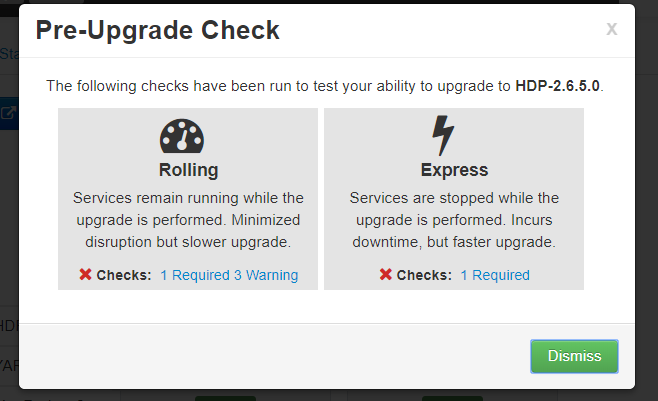 Pre-Upgrade Check
x
Sta
The following checks have been run to test your ability to upgrade to HDP-2.6.5.0.
Rolling
Services remain running while the
upgrade is performed. Minimized
disruption but slower upgrade.
Checks: 1 Required 3 Warning
Express
Services are stopped while the
upgrade is performed. Incurs
downtime, but faster upgrade.
Checks: 1 Required
Dismiss